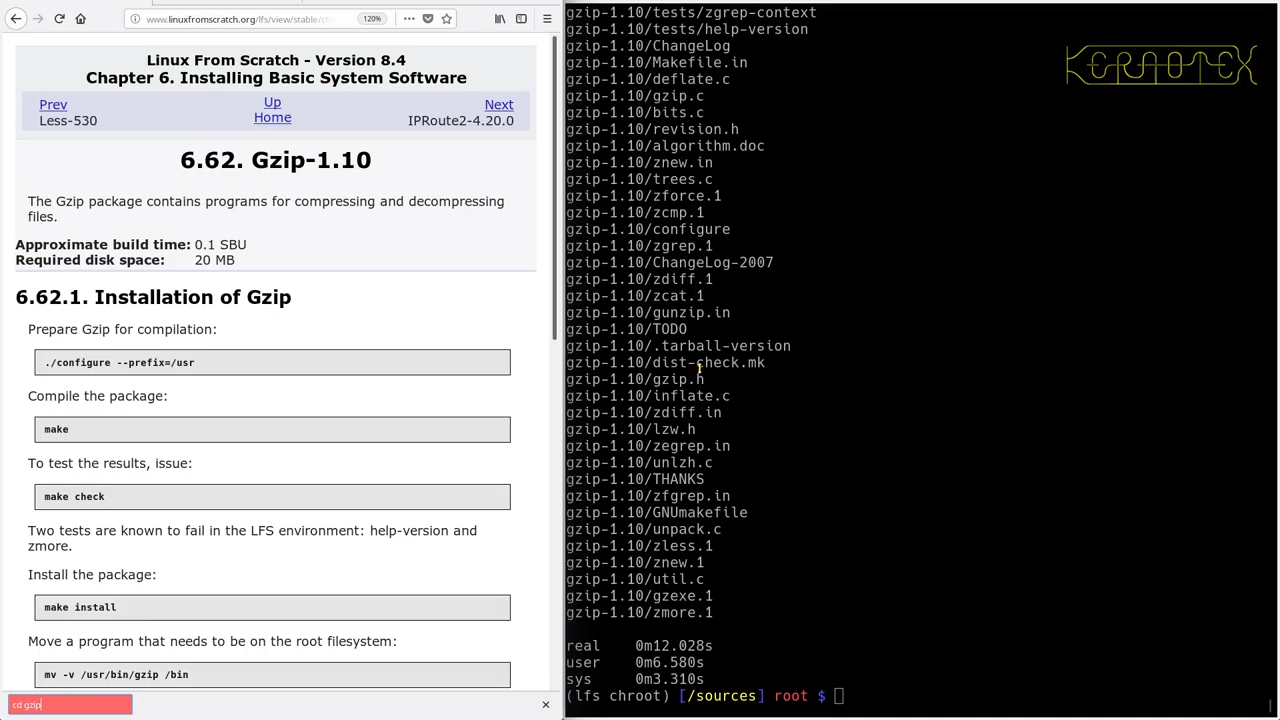 www.linuxfromscratch.org/lfs/view/stable/ch
120%
Linux From Scratch - Version 8.4
Chapter 6. Installing Basic System Software
Prev
Up
Next
Less-530
Home
IPRoute2-4.20.0
6.62. Gzip-1.10
The Gzip package contains programs for compressing and decompressing
files.
Approximate build time: 0.1 SBU
Required disk space: 20 MB
6.62.1. Installation of Gzip
Prepare Gzip for compilation:
./configure --prefix=/usr
Compile the package:
make
To test the results, issue:
make check
Two tests are known to fail in the LFS environment: help-version and
zmore.
Install the package:
make install
Move a program that needs to be on the root filesystem:
mv -v /usr/bin/gzip /bin
cd gzip
gzip-1.10/tests/zgrep-context
gzip-1.10/tests/help-version
gzip-1.10/ChangeLog
gzip-1.10/Makefile.in
gzip-1.10/deflate.c
gzip-1.10/gzip.c
gzip-1.10/bits.c
gzip-1.10/revision.h
gzip-1.10/algorithm.doc
gzip-1.10/znew.in
gzip-1.10/trees.c
gzip-1.10/zforce.1
gzip-1.10/zcmp.1
gzip-1.10/configure
gzip-1.10/zgrep.1
gzip-1.10/ChangeLog-2007
gzip-1.10/zdiff.1
gzip-1.10/zcat.1
gzip-1.10/gunzip.in
gzip-1.10/TODO
gzip-1.10/.tarball-version
gzip-1.10/dist-check.mk
gzip-1.10/gzip.h
gzip-1.10/inflate.c
gzip-1.10/zdiff.in
gzip-1.10/lzw.h
gzip-1.10/zegrep.in
gzip-1.10/unlzh.c
gzip-1.10/THANKS
gzip-1.10/zfgrep.in
gzip-1.10/GNUmakefile
gzip-1.10/unpack.c
gzip-1.10/zless.1
gzip-1.10/znew.1
gzip-1.10/util.c
gzip-1.10/gzexe.1
gzip-1.10/zmore.1
real 0m12.028s
user 0m6.580s
sys 0m3.310s
(lfs chroot) [/sources] root $
KERAOTEX